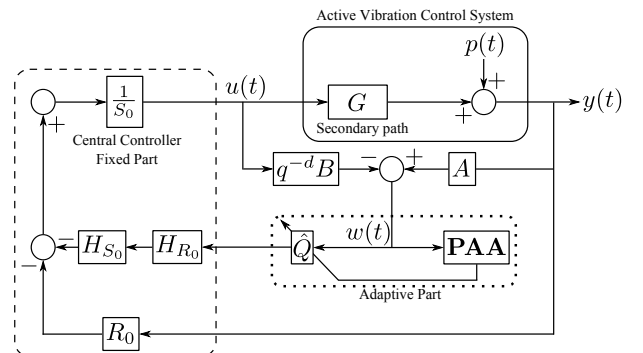 Active Vibration Control System
p(t)
+
u(t)
1
S₀
G
+
y(t)
+
Secondary path
Central Controller
Fixed Part
q⁻ᵈB
−
+
A
w(t)
−
H_{S₀}
H_{R₀}
Q̂
PAA
−
Adaptive Part
R₀